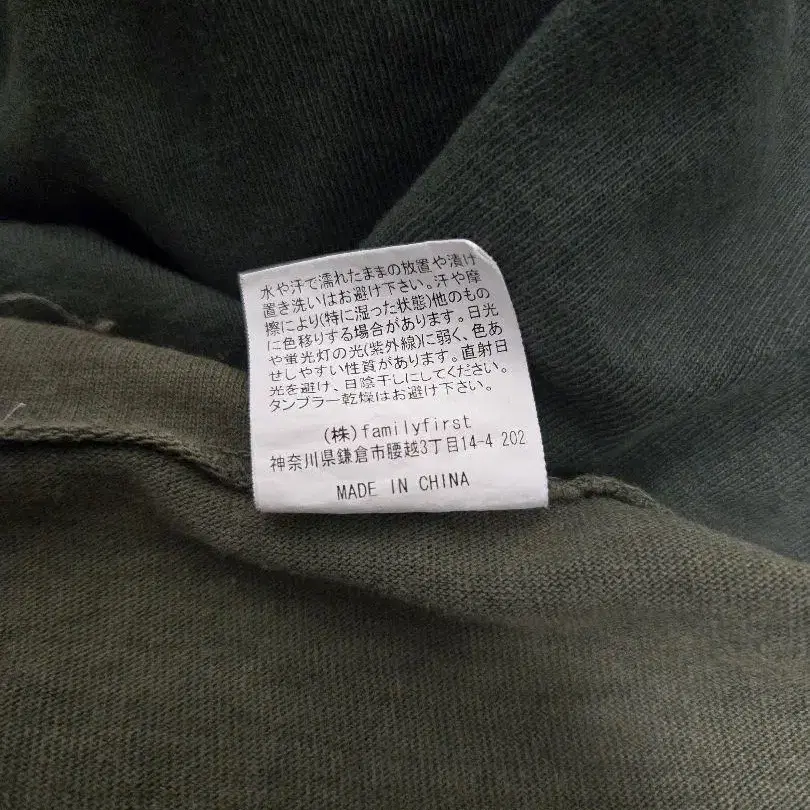 水や汗で濡れたままの放置や漬け
置き洗いはお避け下さい。汗や摩
擦により(特に湿った状態)他のもの
に色移りする場合があります。日光
や蛍光灯の光(紫外線)に弱く、色あ
せしやすい性質があります。直射日
光を避け、日陰干しにしてください。
タンブラー乾燥はお避け下さい。
(株)familyfirst
神奈川県鎌倉市腰越3丁目14-4 202
MADE IN CHINA